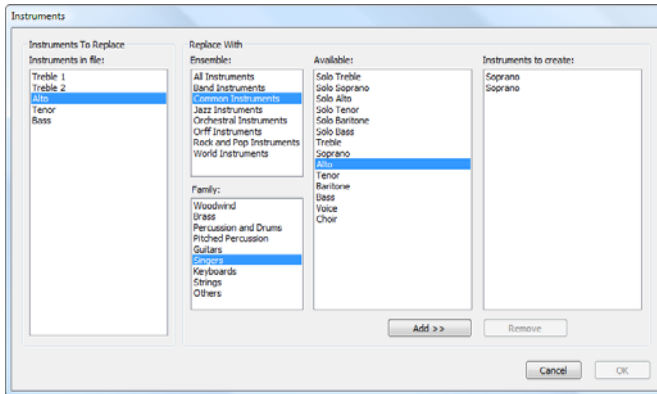 Instruments
Instruments To Replace
Instruments in file:
Treble 1
Treble 2
Alto
Tenor
Bass
Replace With
Ensemble:
All Instruments
Band Instruments
Common Instruments
Jazz Instruments
Orchestral Instruments
Orff Instruments
Rock and Pop Instruments
World Instruments
Family:
Woodwind
Brass
Percussion and Drums
Pitched Percussion
Guitars
Singers
Keyboards
Strings
Others
Available:
Solo Treble
Solo Soprano
Solo Alto
Solo Tenor
Solo Baritone
Solo Bass
Treble
Soprano
Alto
Tenor
Baritone
Bass
Voice
Choir
Instruments to create:
Soprano
Soprano
Add >>
Remove
Cancel
OK